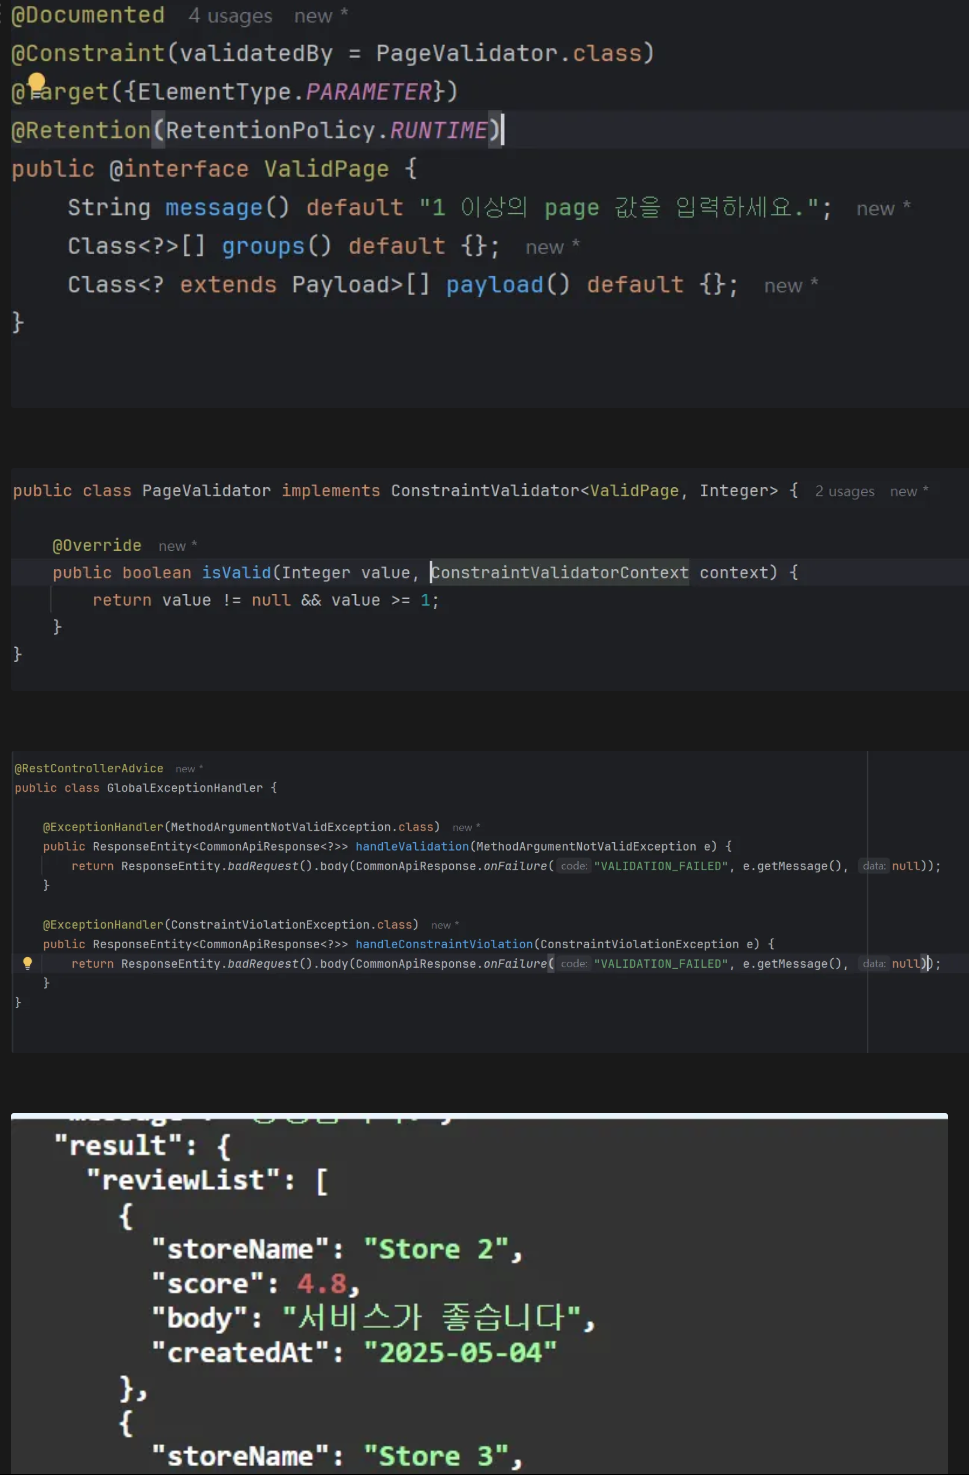 @Documented 4 usages new *
@Constraint(validatedBy = PageValidator.class)
@Target({ElementType.PARAMETER})
@Retention(RetentionPolicy.RUNTIME)
public @interface ValidPage {
String message() default "1 이상의 page 값을 입력하세요."; new *
Class<?>[] groups() default {}; new *
Class<? extends Payload>[] payload() default {}; new *
}
public class PageValidator implements ConstraintValidator<ValidPage, Integer> { 2 usages new *
@Override new *
public boolean isValid(Integer value, ConstraintValidatorContext context) {
return value != null && value >= 1;
}
}
@RestControllerAdvice new *
public class GlobalExceptionHandler {
@ExceptionHandler(MethodArgumentNotValidException.class) new *
public ResponseEntity<CommonApiResponse<?>> handleValidation(MethodArgumentNotValidException e) {
return ResponseEntity.badRequest().body(CommonApiResponse.onFailure( code: "VALIDATION_FAILED", e.getMessage(), data: null));
}
@ExceptionHandler(ConstraintViolationException.class) new *
public ResponseEntity<CommonApiResponse<?>> handleConstraintViolation(ConstraintViolationException e) {
return ResponseEntity.badRequest().body(CommonApiResponse.onFailure( code: "VALIDATION_FAILED", e.getMessage(), data: null));
}
}
"result": {
"reviewList": [
{
"storeName": "Store 2",
"score": 4.8,
"body": "서비스가 좋습니다",
"createdAt": "2025-05-04"
},
{
"storeName": "Store 3",